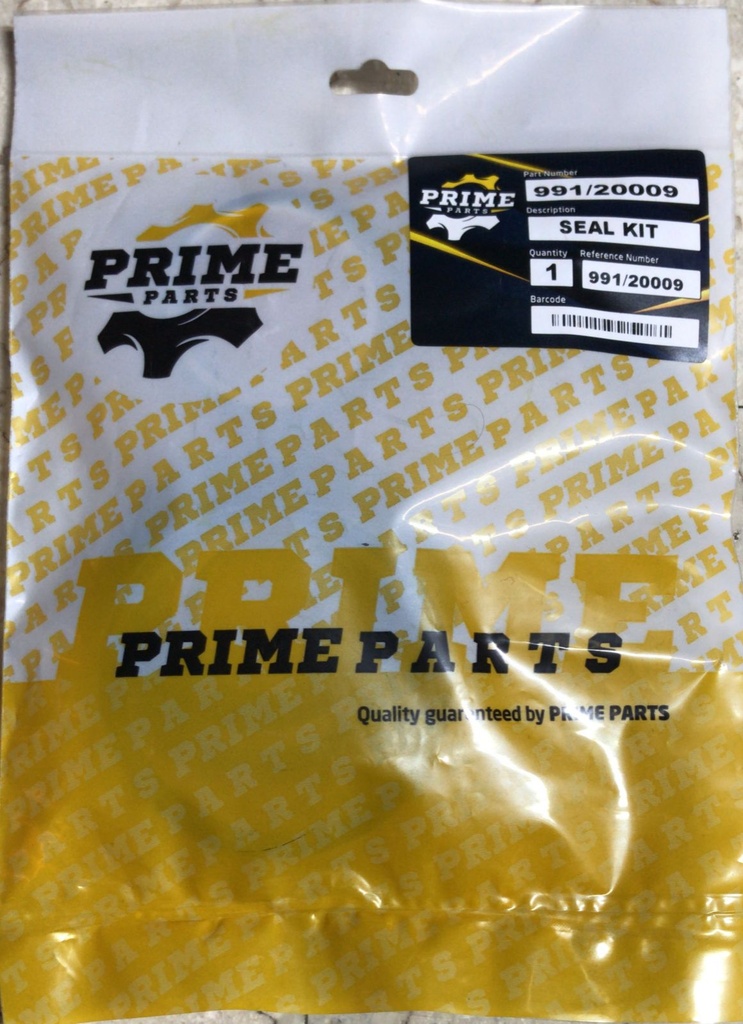 PRIME
PARTS
PRIME
PARTS
Part Number
991/20009
Description
SEAL KIT
Quantity
1
Reference Number
991/20009
Barcode
PRIME
PRIME PARTS
Quality guaranteed by PRIME PARTS